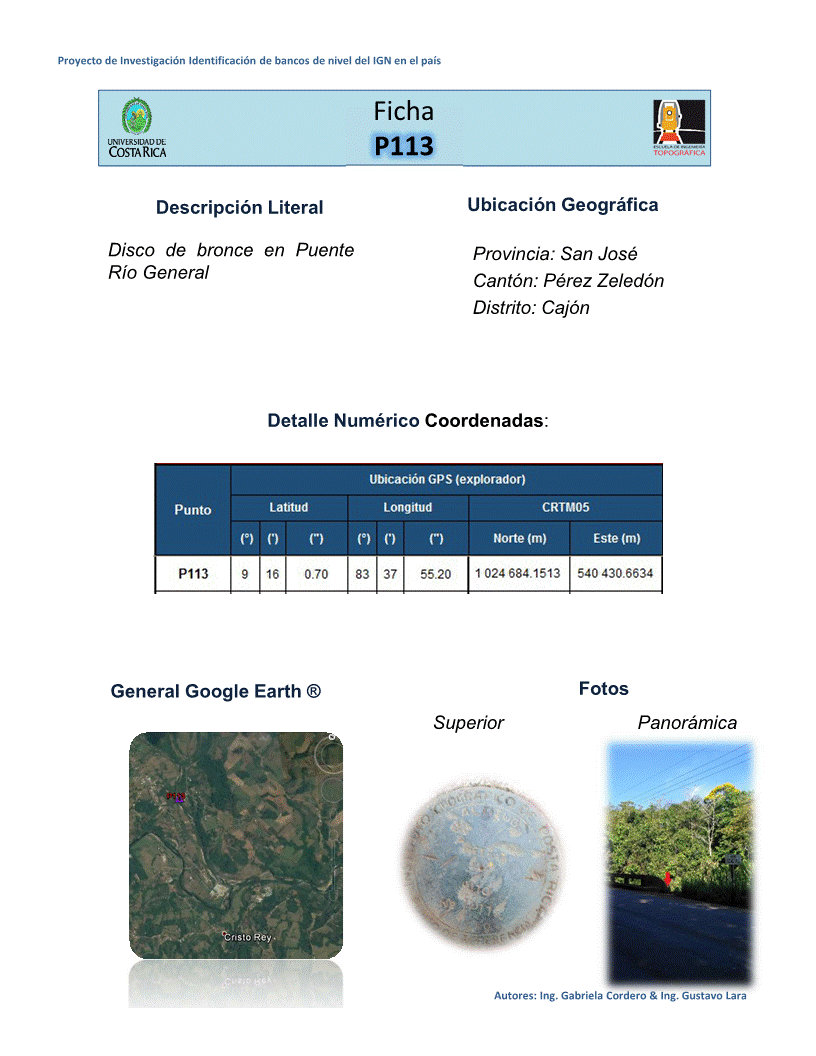 Proyecto de Investigación Identificación de bancos de nivel del IGN en el país
Ficha
P113
UNIVERSIDAD DE
COSTA RICA
ESCUELA DE INGENIERÍA
TOPOGRÁFICA
Descripción Literal
Disco de bronce en Puente
Río General
Ubicación Geográfica
Provincia: San José
Cantón: Pérez Zeledón
Distrito: Cajón
Detalle Numérico Coordenadas:
Punto
Ubicación GPS (explorador)
Latitud Longitud CRTM05
(°) (') (") (°) (') (") Norte (m) Este (m)
P113 9 16 0.70 83 37 55.20 1 024 684.1513 540 430.6634
General Google Earth ®
Fotos
Superior Panorámica
P113
Cristo Rey
GEOGRAFICO
COSTA RICA
Autores: Ing. Gabriela Cordero & Ing. Gustavo Lara